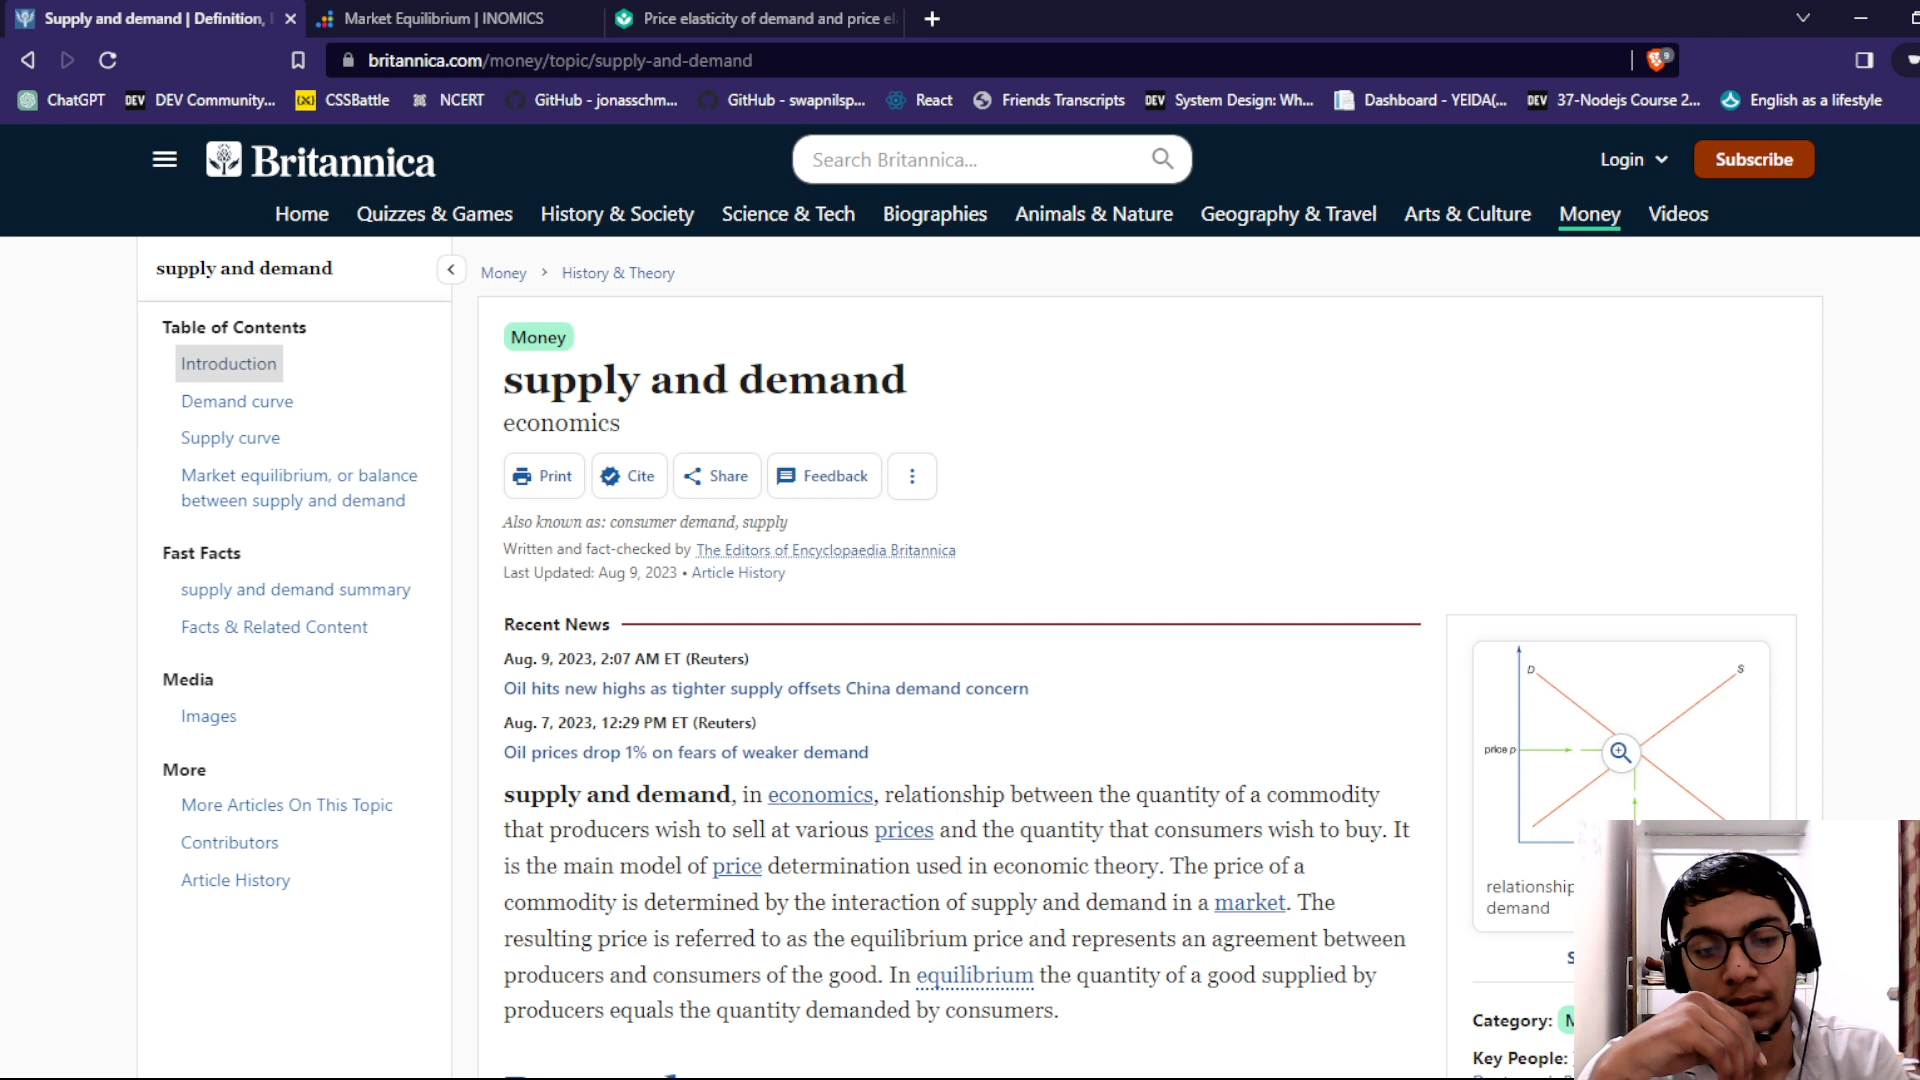 Supply and demand | Definition,
Market Equilibrium | INOMICS
Price elasticity of demand and price el
britannica.com/money/topic/supply-and-demand
9
ChatGPT
DEV DEV Community...
CSSBattle
NCERT
GitHub - jonasschm...
GitHub - swapnilsp...
React
Friends Transcripts
DEV System Design: Wh...
Dashboard - YEIDA(...
DEV 37-Nodejs Course 2...
English as a lifestyle
Britannica
Search Britannica...
Login
Subscribe
Home Quizzes & Games History & Society Science & Tech Biographies Animals & Nature Geography & Travel Arts & Culture Money Videos
supply and demand
Table of Contents
Introduction
Demand curve
Supply curve
Market equilibrium, or balance
between supply and demand
Fast Facts
supply and demand summary
Facts & Related Content
Media
Images
More
More Articles On This Topic
Contributors
Article History
Money > History & Theory
Money
supply and demand
economics
Print Cite Share Feedback
Also known as: consumer demand, supply
Written and fact-checked by The Editors of Encyclopaedia Britannica
Last Updated: Aug 9, 2023 • Article History
Recent News
Aug. 9, 2023, 2:07 AM ET (Reuters)
Oil hits new highs as tighter supply offsets China demand concern
Aug. 7, 2023, 12:29 PM ET (Reuters)
Oil prices drop 1% on fears of weaker demand
supply and demand, in economics, relationship between the quantity of a commodity
that producers wish to sell at various prices and the quantity that consumers wish to buy. It
is the main model of price determination used in economic theory. The price of a
commodity is determined by the interaction of supply and demand in a market. The
resulting price is referred to as the equilibrium price and represents an agreement between
producers and consumers of the good. In equilibrium the quantity of a good supplied by
producers equals the quantity demanded by consumers.
D
S
price p
relationship
demand
Category:
Key People: